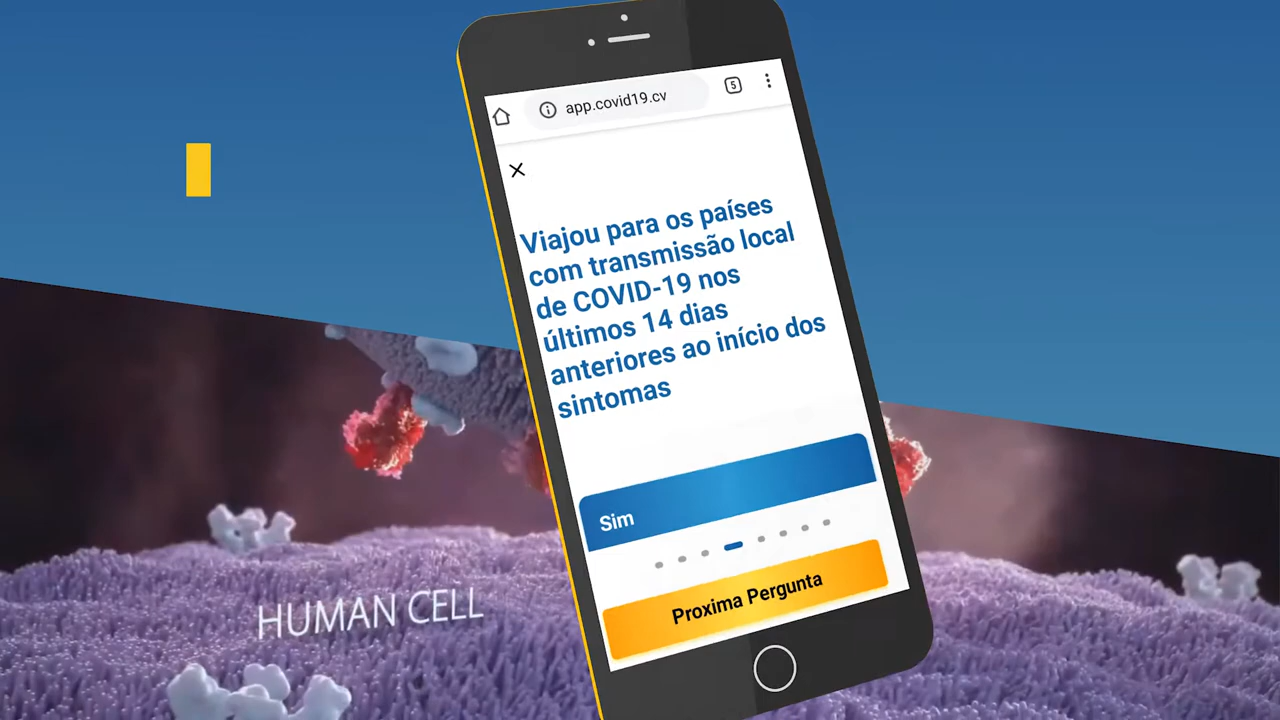 app.covid19.cv
5
Viajou para os países
com transmissão local
de COVID-19 nos
últimos 14 dias
anteriores ao início dos
sintomas
Sim
Proxima Pergunta
HUMAN CELL